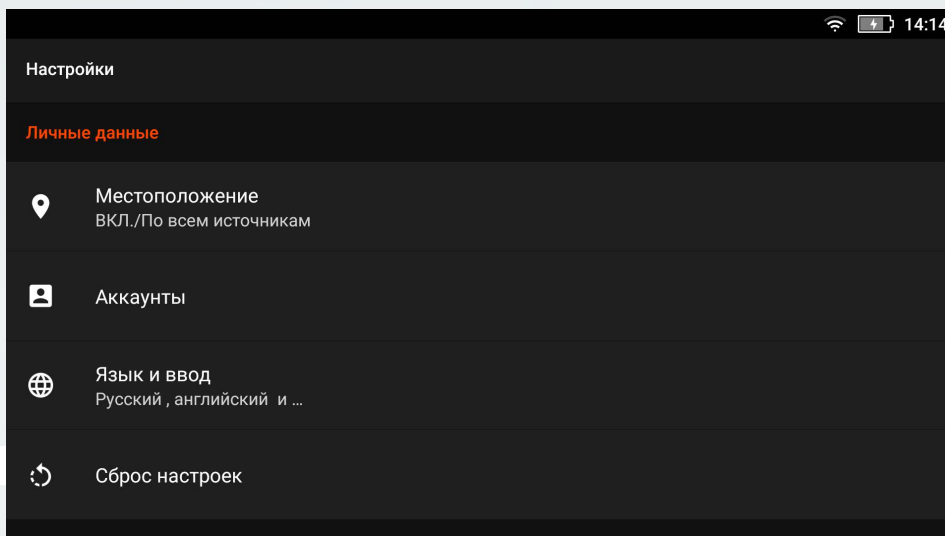 14:14
Настройки
Личные данные
Местоположение
ВКЛ./По всем источникам
Аккаунты
Язык и ввод
Русский , английский  и ...
Сброс настроек